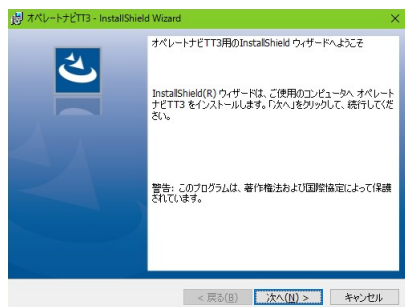 オペレートナビTT3 - InstallShield Wizard
オペレートナビTT3用のInstallShield ウィザードへようこそ
InstallShield(R) ウィザードは、ご使用のコンピュータへ オペレート
ナビTT3 をインストールします。「次へ」をクリックして、続行してくだ
さい。
警告: このプログラムは、著作権法および国際協定によって保護
されています。
< 戻る(B)
次へ(N) >
キャンセル